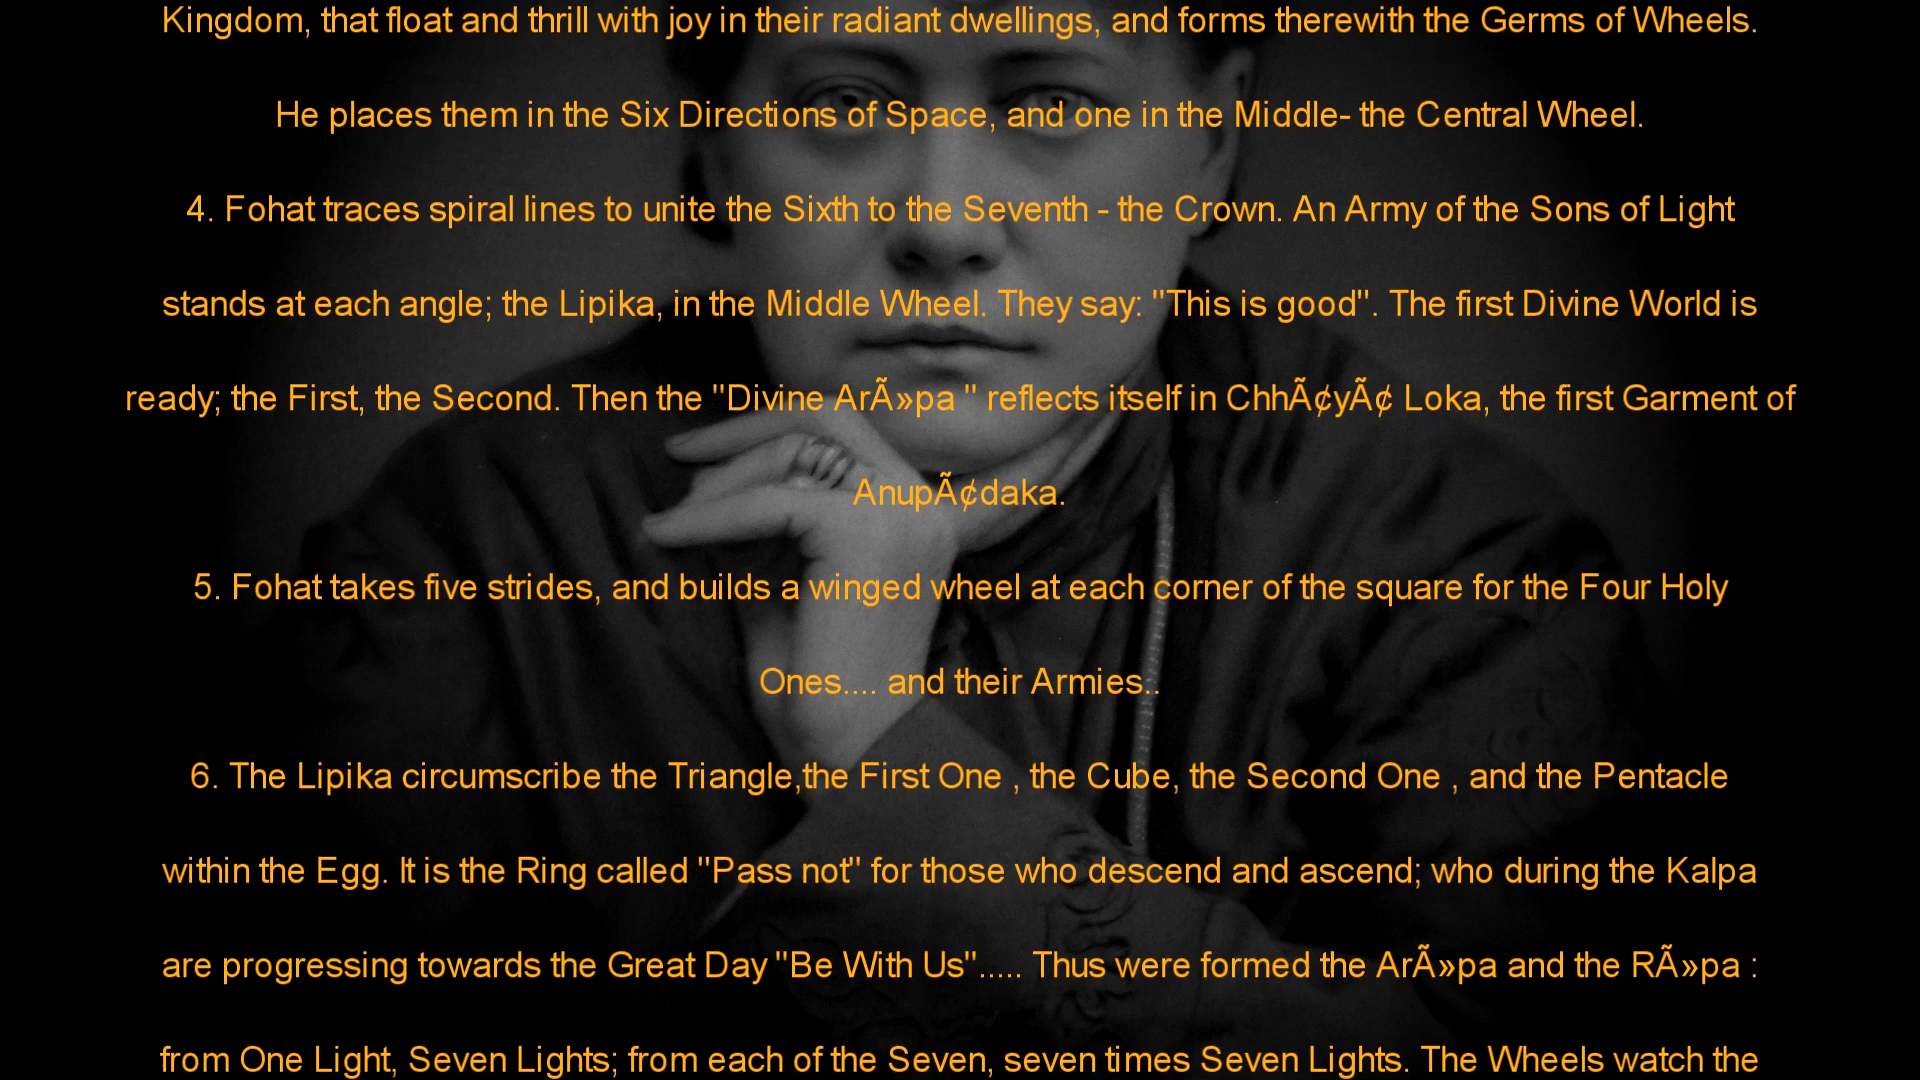 Kingdom, that float and thrill with joy in their radiant dwellings, and forms therewith the Germs of Wheels.
He places them in the Six Directions of Space, and one in the Middle- the Central Wheel.
4. Fohat traces spiral lines to unite the Sixth to the Seventh - the Crown. An Army of the Sons of Light
stands at each angle; the Lipika, in the Middle Wheel. They say: "This is good". The first Divine World is
ready; the First, the Second. Then the "Divine ArÃ»pa " reflects itself in ChhÃ¢yÃ¢ Loka, the first Garment of
AnupÃ¢daka.
5. Fohat takes five strides, and builds a winged wheel at each corner of the square for the Four Holy
Ones.... and their Armies..
6. The Lipika circumscribe the Triangle,the First One , the Cube, the Second One , and the Pentacle
within the Egg. It is the Ring called "Pass not" for those who descend and ascend; who during the Kalpa
are progressing towards the Great Day "Be With Us"..... Thus were formed the ArÃ»pa and the RÃ»pa :
from One Light, Seven Lights; from each of the Seven, seven times Seven Lights. The Wheels watch the